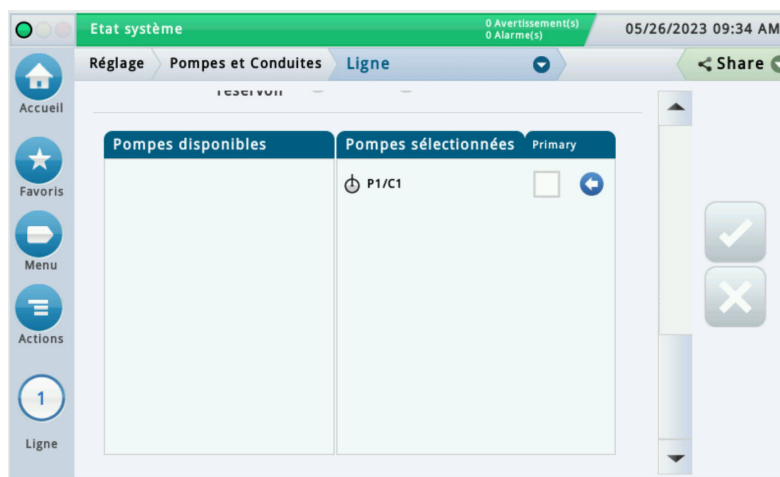 Etat système
0 Avertissement(s)
0 Alarme(s)
05/26/2023 09:34 AM
Réglage
Pompes et Conduites
Ligne
Share
Accueil
réservoir
Pompes disponibles
Pompes sélectionnées
Primary
P1/C1
Favoris
Menu
Actions
1
Ligne